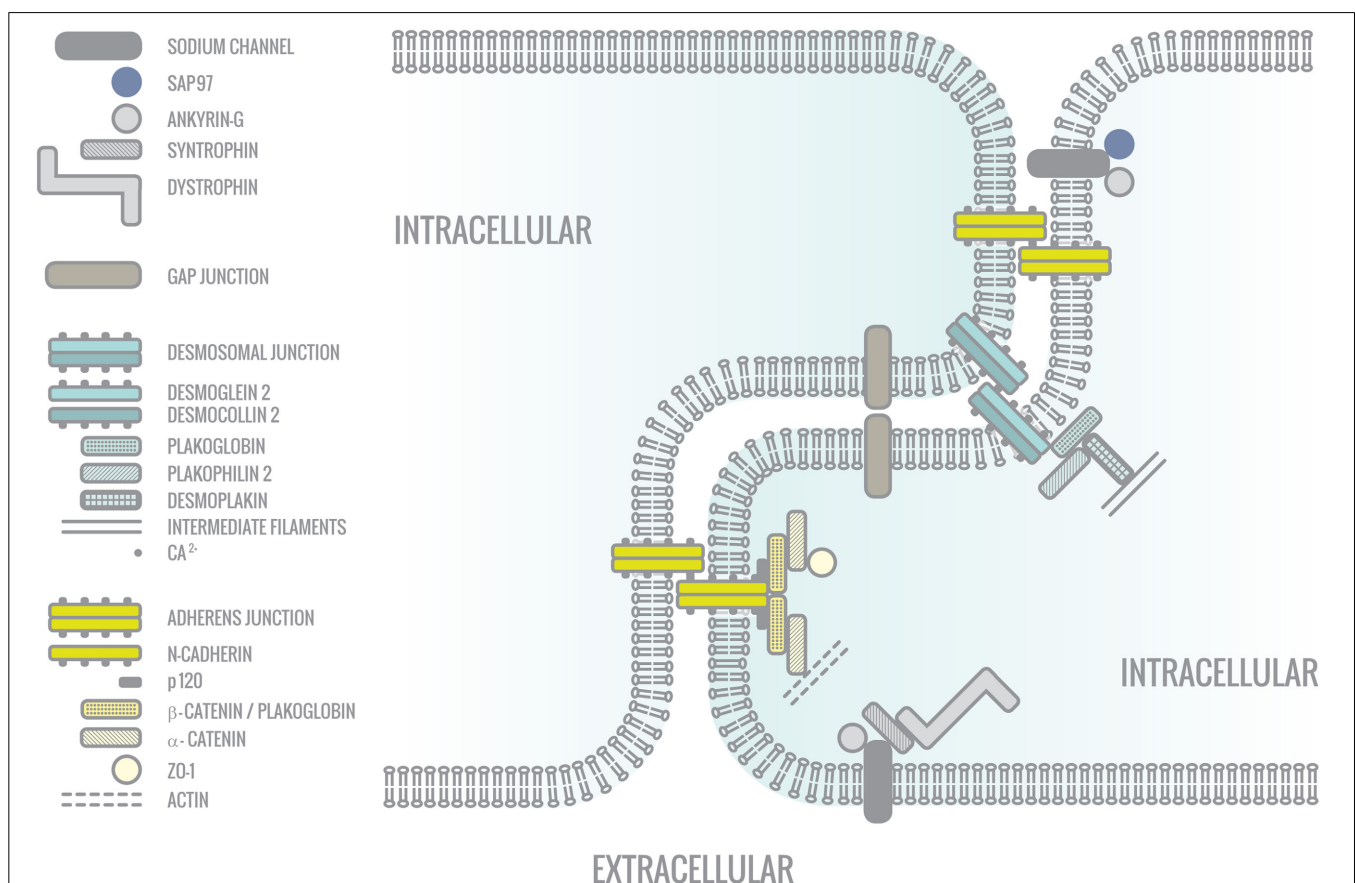 SODIUM CHANNEL
SAP97
ANKYRIN-G
SYNTROPHIN
DYSTROPHIN
GAP JUNCTION
DESMOSOMAL JUNCTION
DESMOGLEIN 2
DESMOCOLLIN 2
PLAKOGLOBIN
PLAKOPHILIN 2
DESMOPLAKIN
INTERMEDIATE FILAMENTS
CA²⁺
ADHERENS JUNCTION
N-CADHERIN
p120
β-CATENIN / PLAKOGLOBIN
α- CATENIN
ZO-1
ACTIN
INTRACELLULAR
INTRACELLULAR
EXTRACELLULAR